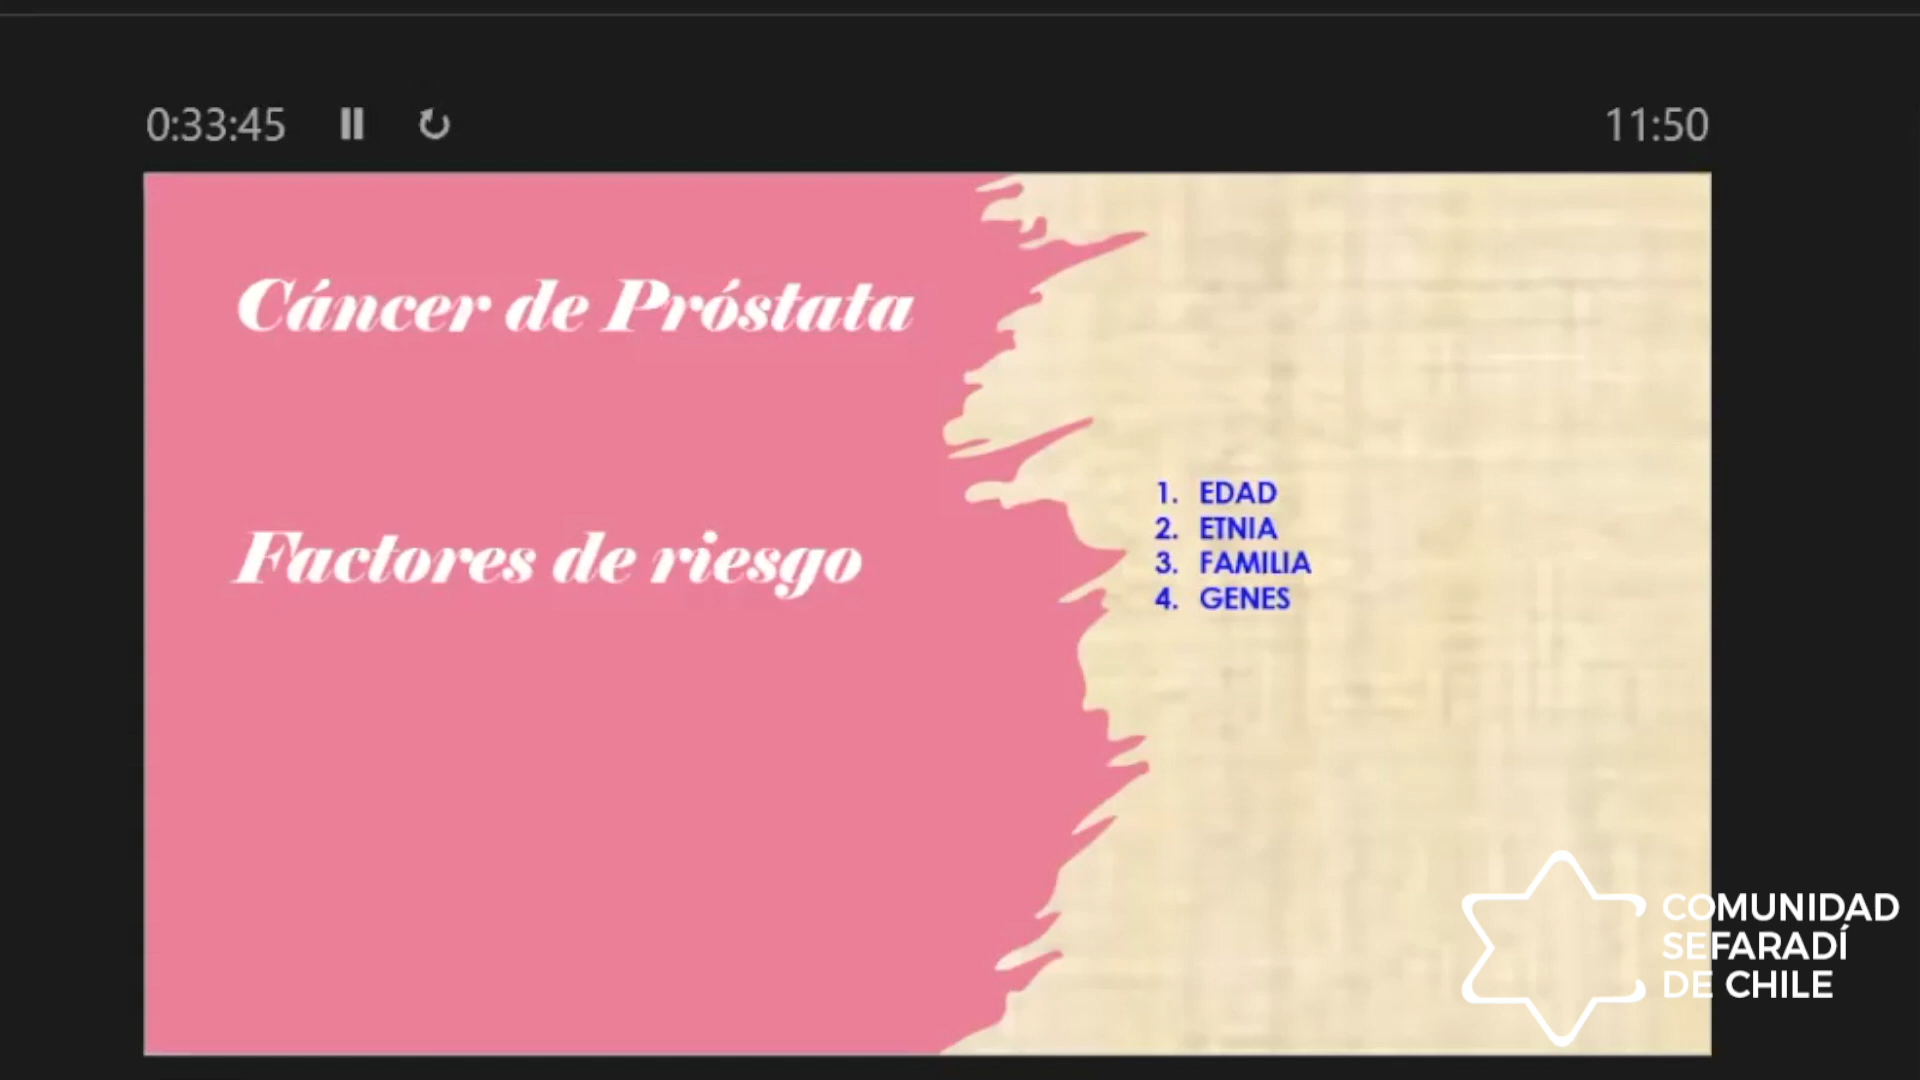 0:33:45
11:50
Cáncer de Próstata
Factores de riesgo
1. EDAD
2. ETNIA
3. FAMILIA
4. GENES
COMUNIDAD
SEFARADÍ
DE CHILE